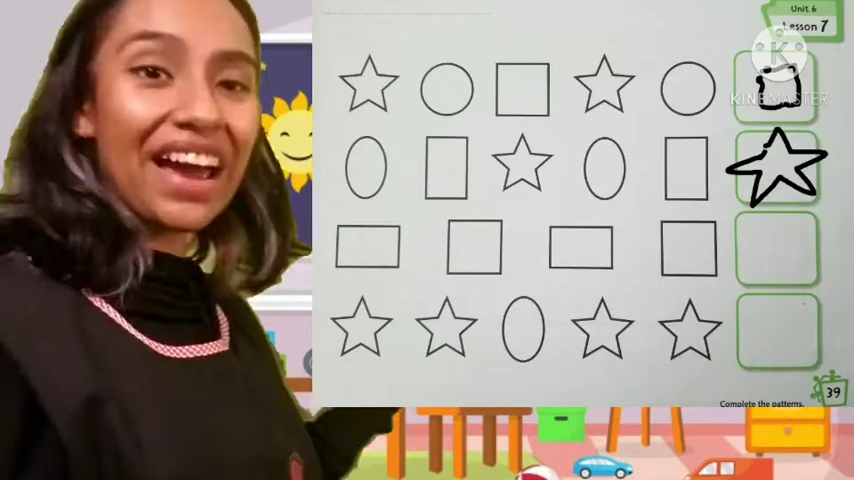 Unit 6
Lesson 7
KINEMASTER
39
Complete the patterns.